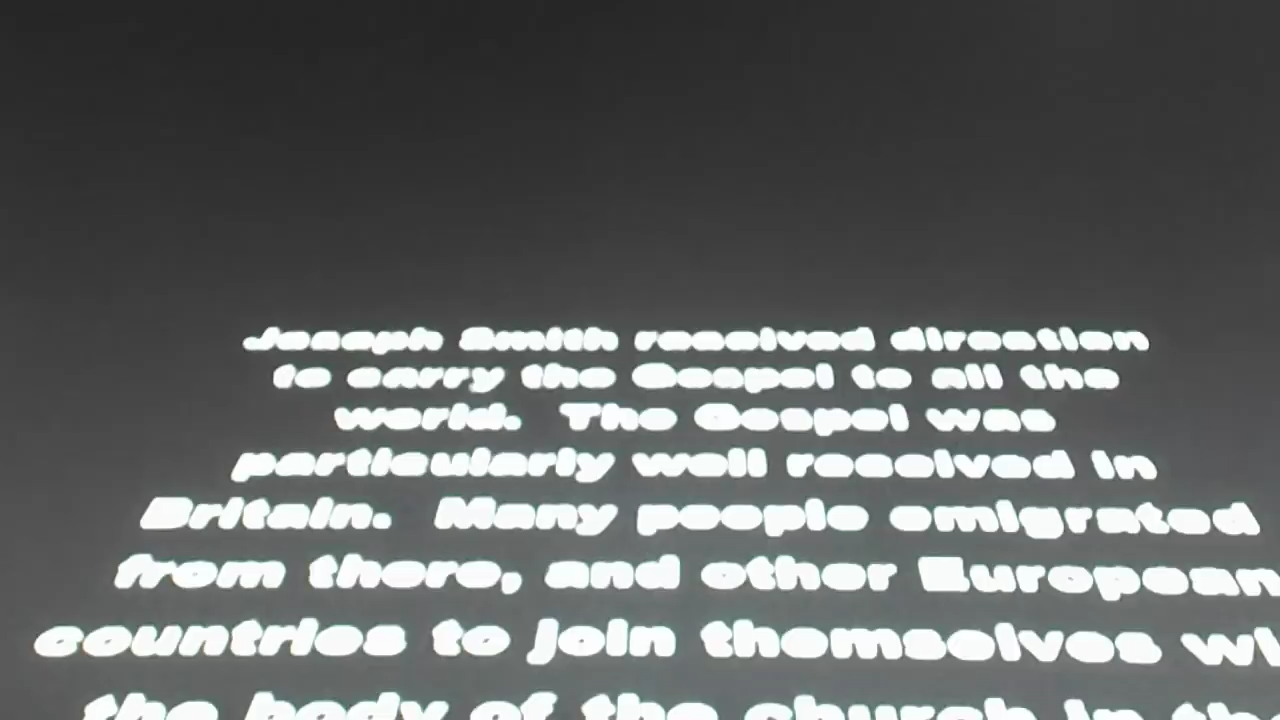 Joseph Smith received direction
to carry the Gospel to all the
world. The Gospel was
particularly well received in
Britain. Many people emigrated
from there, and other European
countries to join themselves wi
the body of the church in the